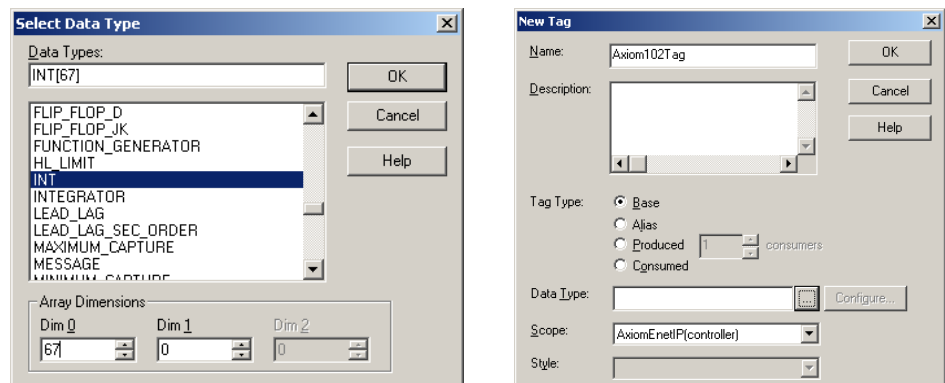 Select Data Type
Data Types:
INT[67]
OK
Cancel
Help
FLIP_FLOP_D
FLIP_FLOP_JK
FUNCTION_GENERATOR
HL_LIMIT
INT
INTEGRATOR
LEAD_LAG
LEAD_LAG_SEC_ORDER
MAXIMUM_CAPTURE
MESSAGE
MINIMUM_CAPTURE
Array Dimensions
Dim 0 Dim 1 Dim 2
67 0 0
New Tag
Name: Axiom102Tag OK
Description: Cancel
Help
Tag Type: Base
Alias
Produced 1 consumers
Consumed
Data Type: ... Configure...
Scope: AxiomEnetIP(controller)
Style: